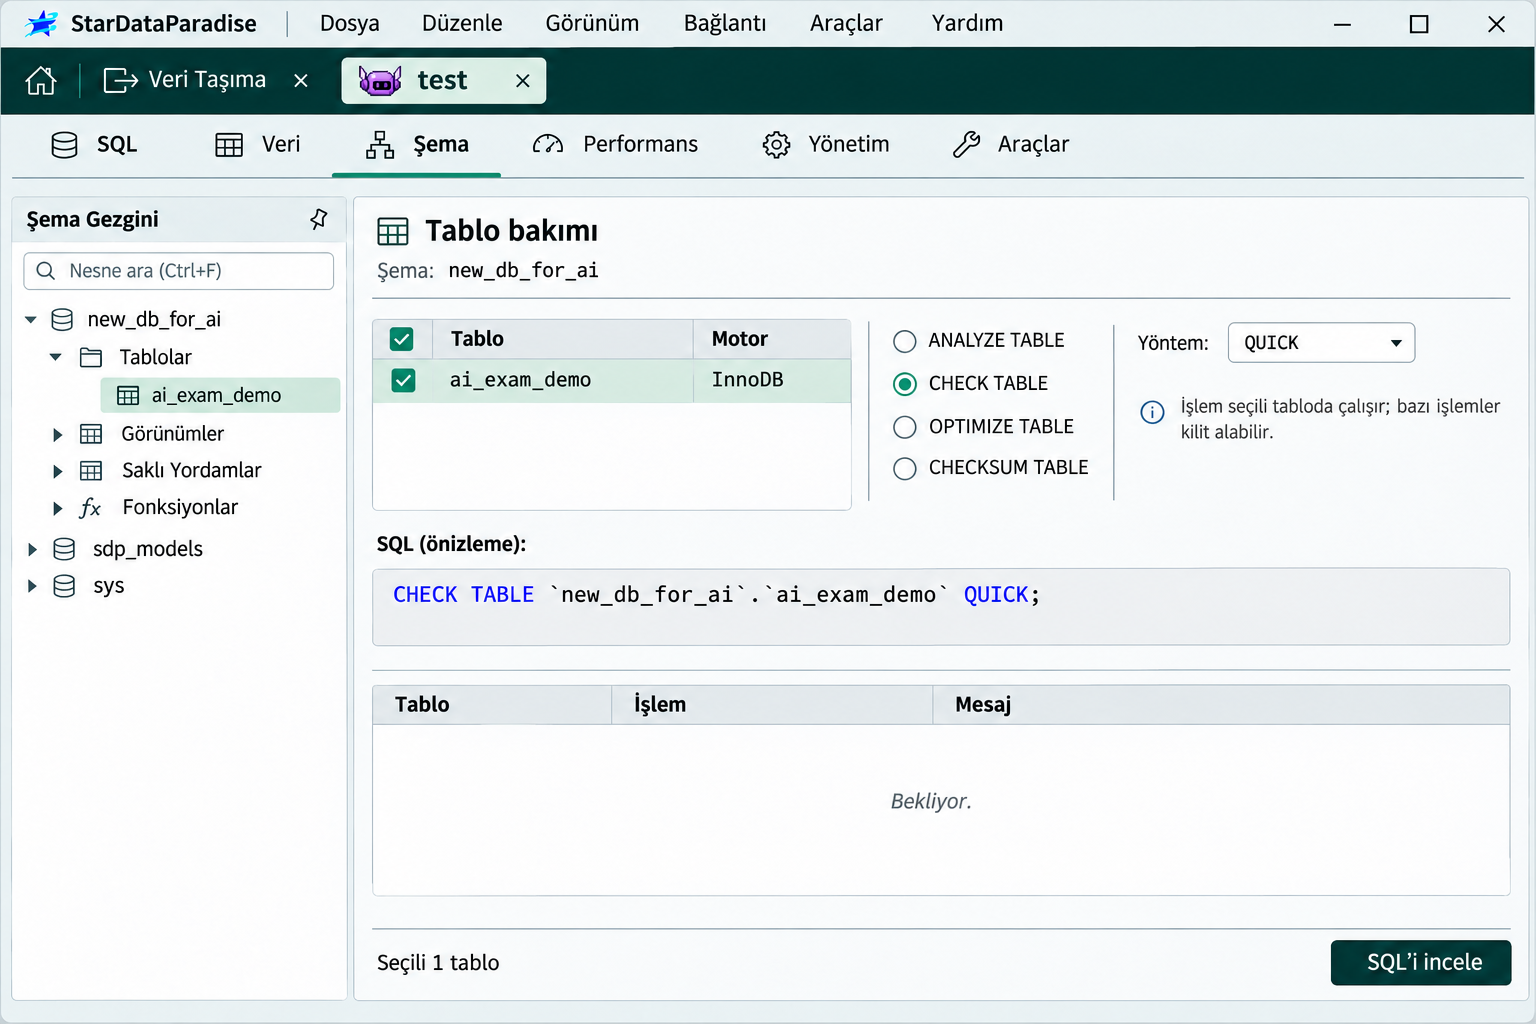 StarDataParadise Dosya Düzenle Görünüm Bağlantı Araçlar Yardım
Veri Taşıma test
SQL Veri Şema Performans Yönetim Araçlar
Şema Gezgini
Nesne ara (Ctrl+F)
new_db_for_ai
Tablolar
ai_exam_demo
Görünümler
Saklı Yordamlar
fx Fonksiyonlar
sdp_models
sys
Tablo bakımı
Şema: new_db_for_ai
Tablo Motor
ai_exam_demo InnoDB
ANALYZE TABLE
CHECK TABLE
OPTIMIZE TABLE
CHECKSUM TABLE
Yöntem: QUICK
İşlem seçili tabloda çalışır; bazı işlemler
kilit alabilir.
SQL (önizleme):
CHECK TABLE `new_db_for_ai`.`ai_exam_demo` QUICK;
Tablo İşlem Mesaj
Bekliyor.
Seçili 1 tablo
SQL’i incele